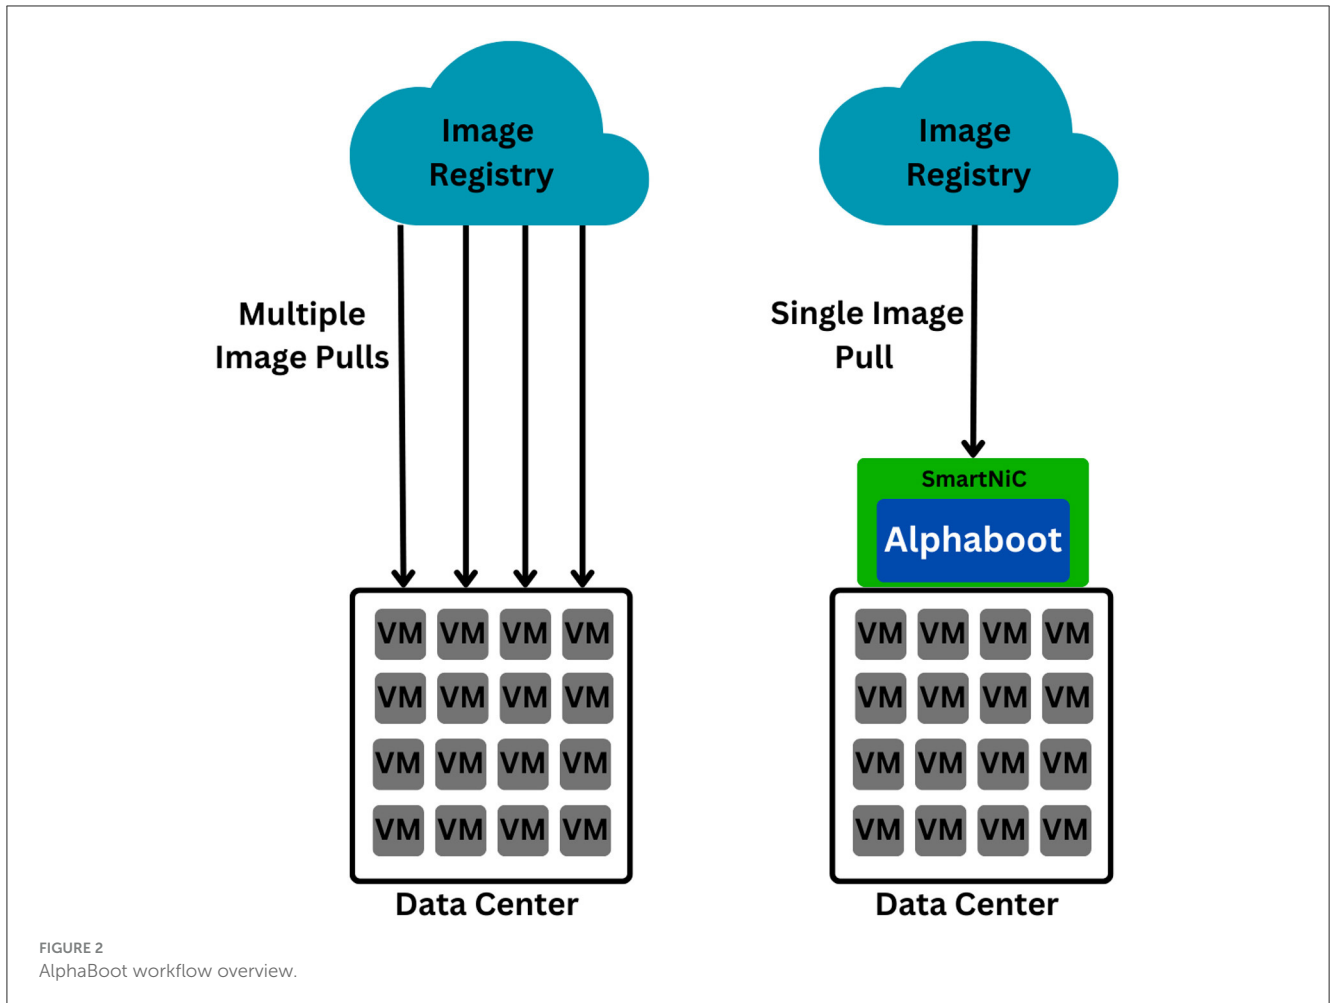 Image
Registry
Multiple
Image Pulls
VM VM VM VM
VM VM VM VM
VM VM VM VM
VM VM VM VM
Data Center
Image
Registry
Single Image
Pull
SmartNiC
Alphaboot
VM VM VM VM
VM VM VM VM
VM VM VM VM
VM VM VM VM
Data Center
FIGURE 2
AlphaBoot workflow overview.